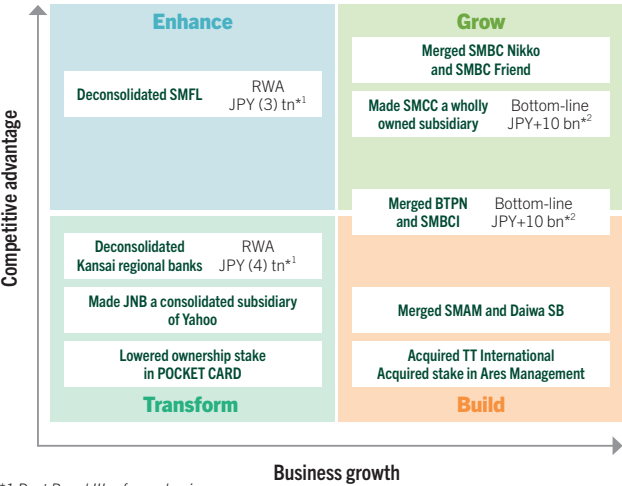 Enhance
Grow
Merged SMBC Nikko
and SMBC Friend
Deconsolidated SMFL
RWA
JPY (3) tn*1
Made SMCC a wholly
owned subsidiary
Bottom-line
JPY+10 bn*2
Competitive advantage
Merged BTPN
and SMBCI
Bottom-line
JPY+10 bn*2
Deconsolidated
Kansai regional banks
RWA
JPY (4) tn*1
Made JNB a consolidated subsidiary
of Yahoo
Merged SMAM and Daiwa SB
Lowered ownership stake
in POCKET CARD
Acquired TT International
Acquired stake in Ares Management
Transform
Build
Business growth